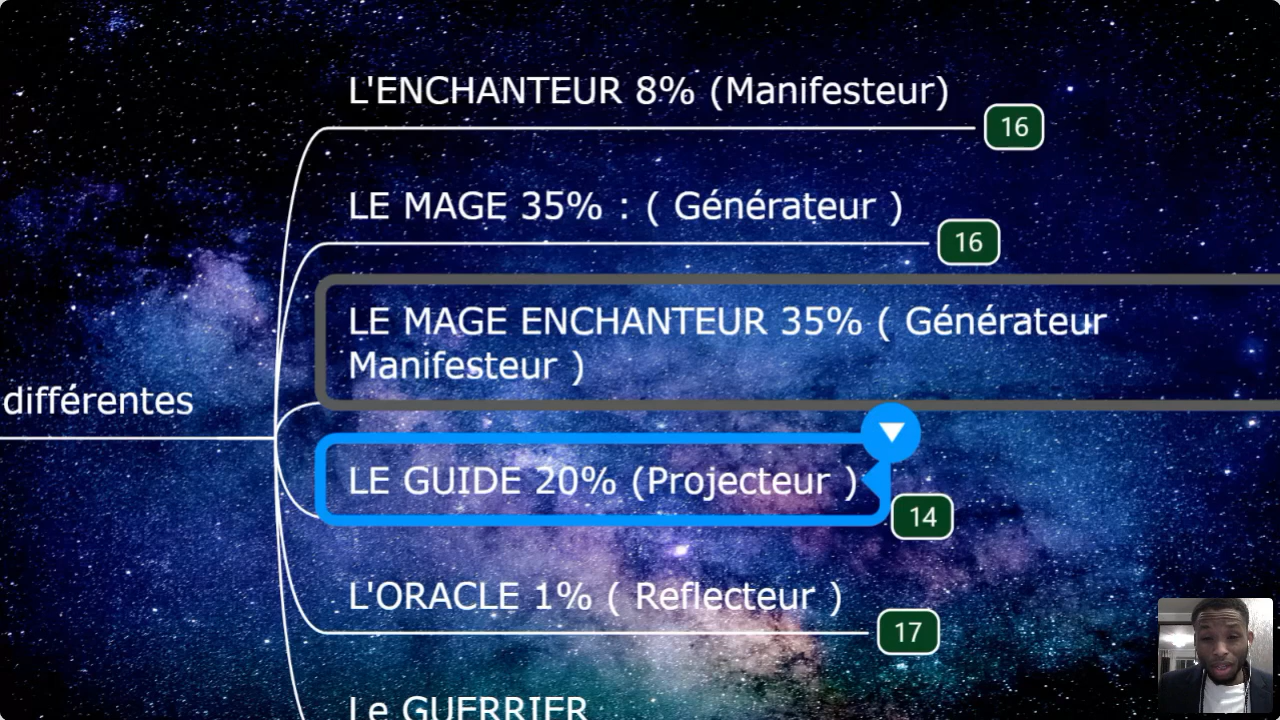 L'ENCHANTEUR 8% (Manifesteur)
16
LE MAGE 35% : ( Générateur )
16
LE MAGE ENCHANTEUR 35% ( Générateur
Manifesteur )
différentes
LE GUIDE 20% (Projecteur )
14
L'ORACLE 1% ( Reflecteur )
17
Le GUERRIER